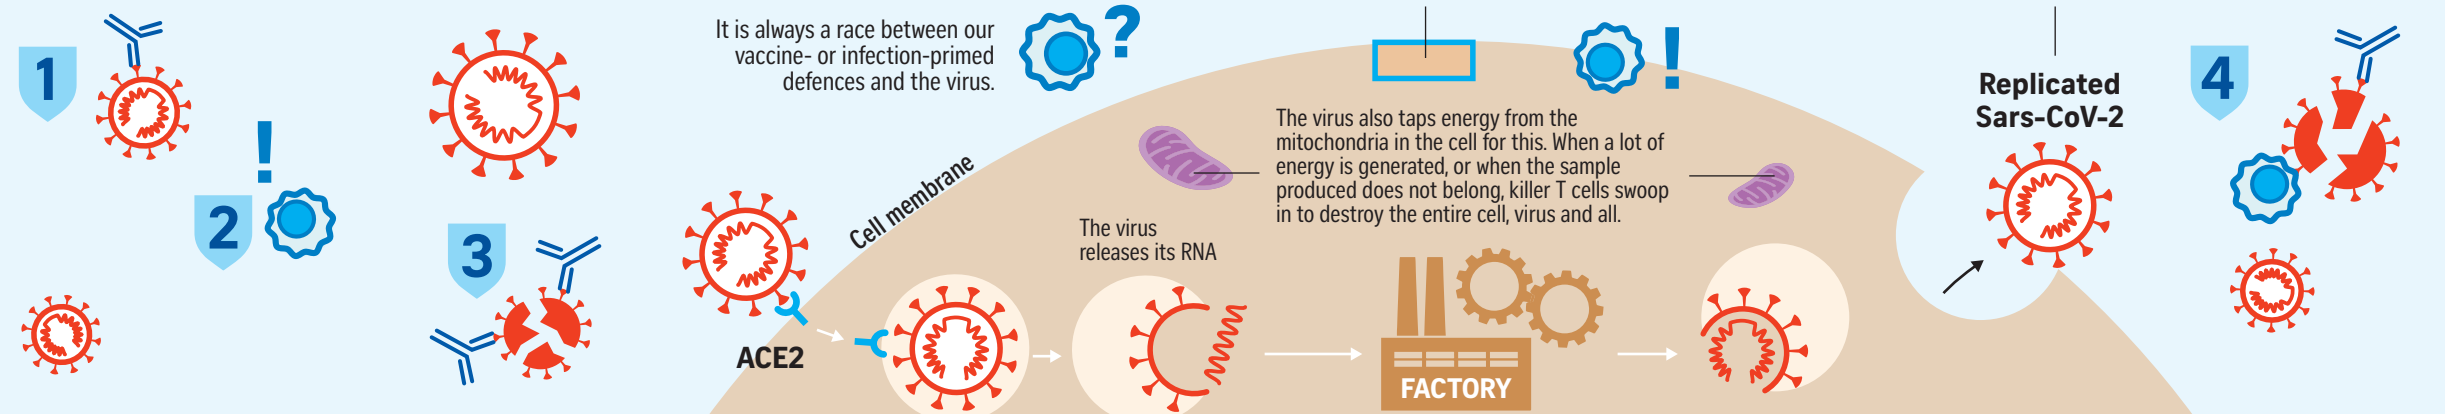 1
2
3
It is always a race between our
vaccine- or infection-primed
defences and the virus.
?
!
!
Cell membrane
ACE2
The virus
releases its RNA
The virus also taps energy from the
mitochondria in the cell for this. When a lot of
energy is generated, or when the sample
produced does not belong, killer T cells swoop
in to destroy the entire cell, virus and all.
FACTORY
Replicated
Sars-CoV-2
4